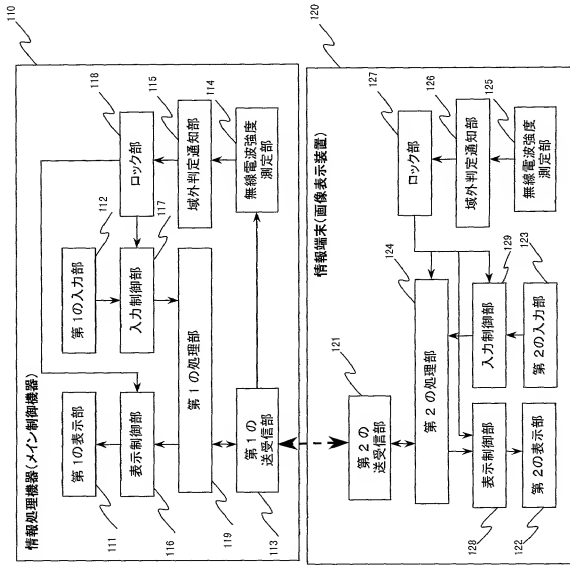 110
情報処理機器(メイン制御機器)
118
115
114
ロック部
域外判定通知部
無線電波強度
測定部
112
117
第1の入力部
入力制御部
第1の処理部
第1の表示部
表示制御部
第1の
送受信部
111
116
119
113
120
情報端末(画像表示装置)
127
126
125
ロック部
域外判定通知部
無線電波強度
測定部
121
124
129
123
第2の
送受信部
第2の処理部
入力制御部
第2の入力部
表示制御部
第2の表示部
128
122